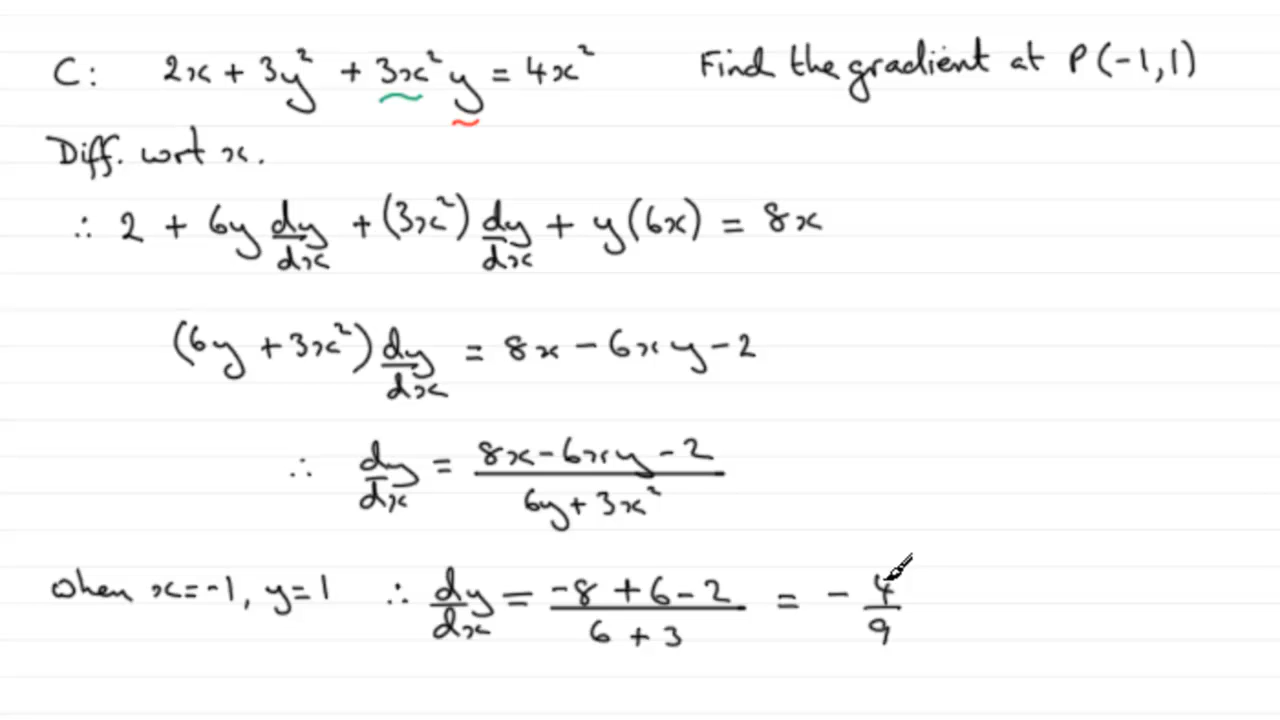 C: 2x + 3y² + 3x²y = 4x² Find the gradient at P(-1,1)
Diff. wrt x.
∴ 2 + 6y dy/dx + (3x²) dy/dx + y(6x) = 8x
(6y + 3x²) dy/dx = 8x - 6xy - 2
∴ dy/dx = (8x - 6xy - 2)/(6y + 3x²)
When x=-1, y=1 ∴ dy/dx = (-8 + 6 - 2)/(6 + 3) = - 4/9